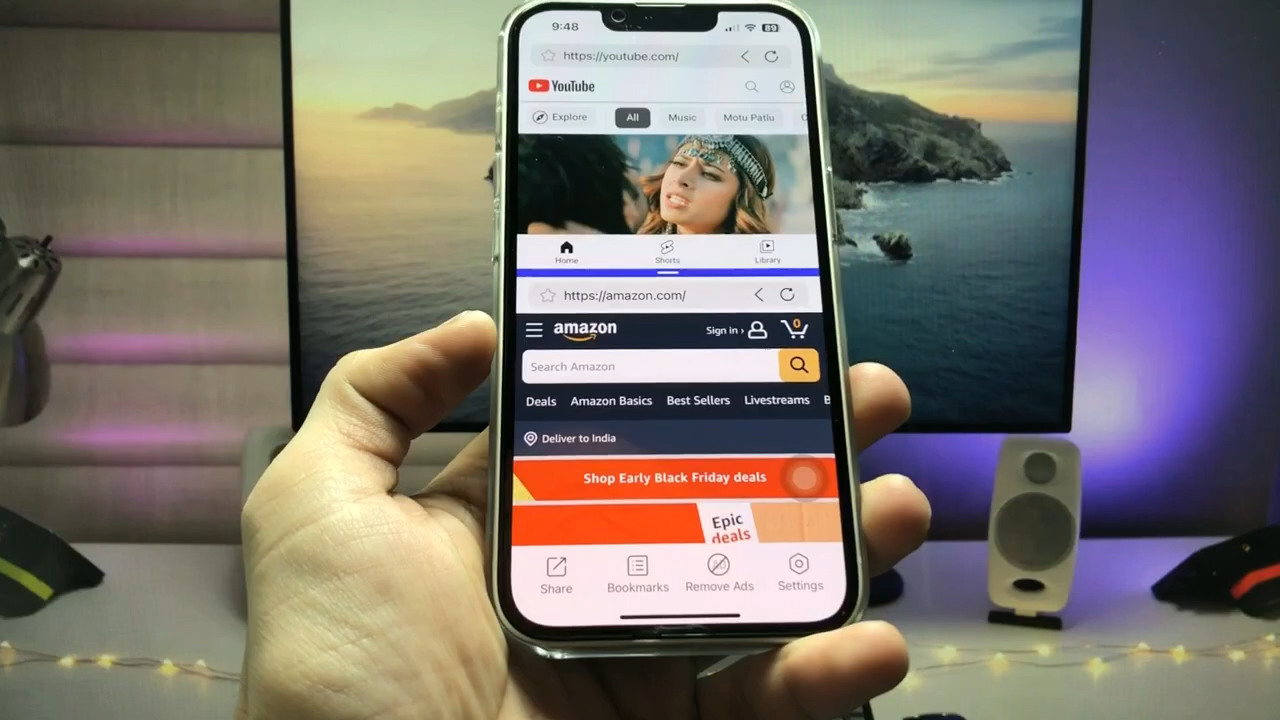 9:48
89
https://youtube.com/
YouTube
Explore All Music Motu Patlu
Home Shorts Library
https://amazon.com/
amazon Sign in › 0
Search Amazon
Deals Amazon Basics Best Sellers Livestreams B
Deliver to India
Shop Early Black Friday deals
Epic
deals
Share Bookmarks Remove Ads Settings